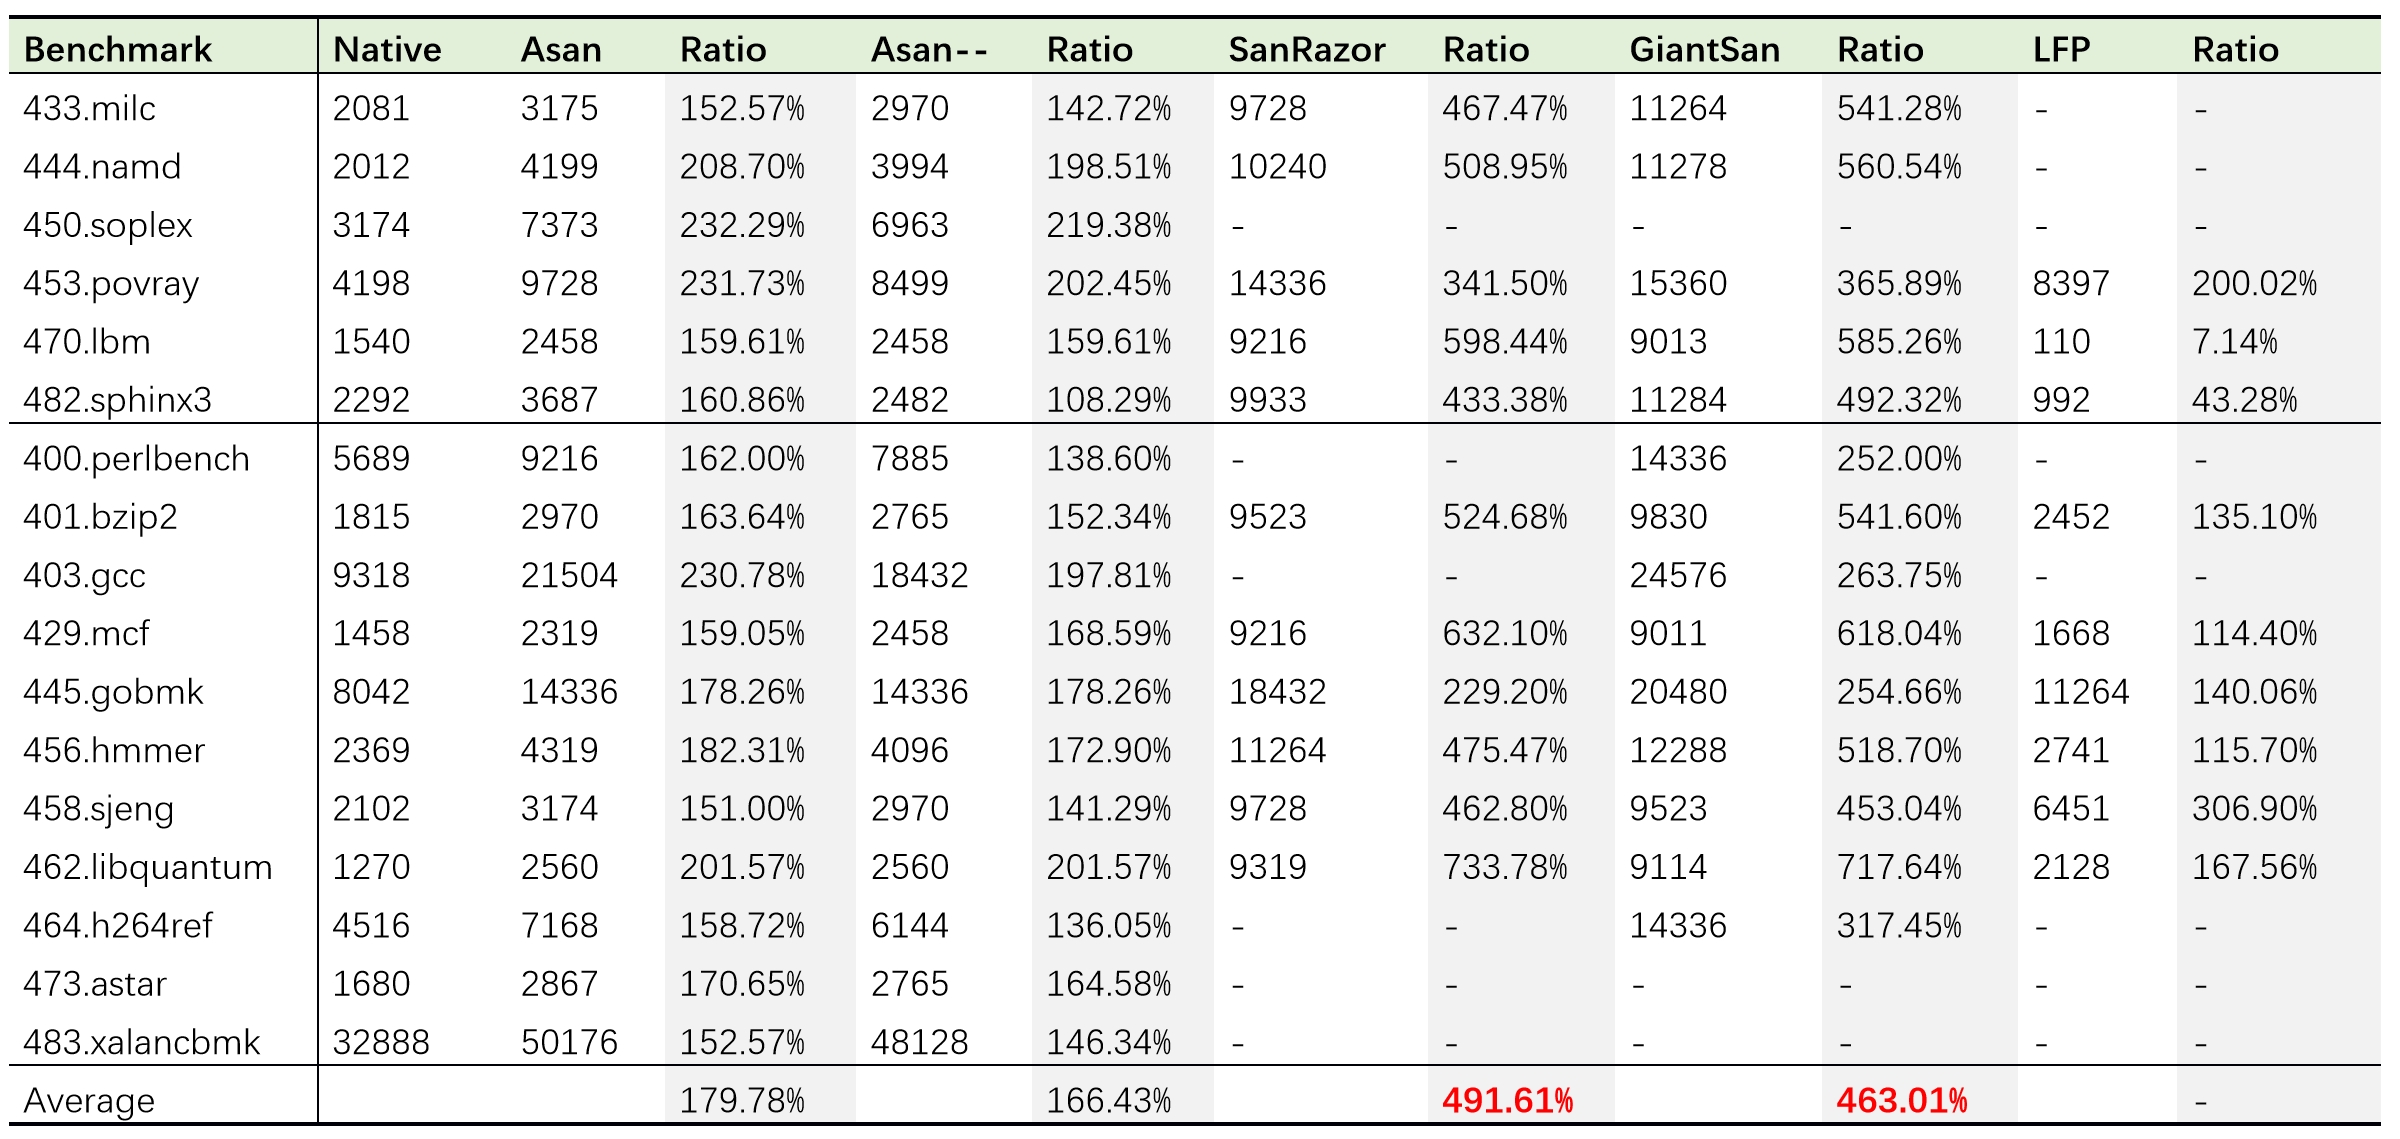 Benchmark Native Asan Ratio Asan-- Ratio SanRazor Ratio GiantSan Ratio LFP Ratio
433.milc 2081 3175 152.57% 2970 142.72% 9728 467.47% 11264 541.28% - -
444.namd 2012 4199 208.70% 3994 198.51% 10240 508.95% 11278 560.54% - -
450.soplex 3174 7373 232.29% 6963 219.38% - - - - - -
453.povray 4198 9728 231.73% 8499 202.45% 14336 341.50% 15360 365.89% 8397 200.02%
470.lbm 1540 2458 159.61% 2458 159.61% 9216 598.44% 9013 585.26% 110 7.14%
482.sphinx3 2292 3687 160.86% 2482 108.29% 9933 433.38% 11284 492.32% 992 43.28%
400.perlbench 5689 9216 162.00% 7885 138.60% - - 14336 252.00% - -
401.bzip2 1815 2970 163.64% 2765 152.34% 9523 524.68% 9830 541.60% 2452 135.10%
403.gcc 9318 21504 230.78% 18432 197.81% - - 24576 263.75% - -
429.mcf 1458 2319 159.05% 2458 168.59% 9216 632.10% 9011 618.04% 1668 114.40%
445.gobmk 8042 14336 178.26% 14336 178.26% 18432 229.20% 20480 254.66% 11264 140.06%
456.hmmer 2369 4319 182.31% 4096 172.90% 11264 475.47% 12288 518.70% 2741 115.70%
458.sjeng 2102 3174 151.00% 2970 141.29% 9728 462.80% 9523 453.04% 6451 306.90%
462.libquantum 1270 2560 201.57% 2560 201.57% 9319 733.78% 9114 717.64% 2128 167.56%
464.h264ref 4516 7168 158.72% 6144 136.05% - - 14336 317.45% - -
473.astar 1680 2867 170.65% 2765 164.58% - - - - - -
483.xalancbmk 32888 50176 152.57% 48128 146.34% - - - - - -
Average 179.78% 166.43% 491.61% 463.01% -